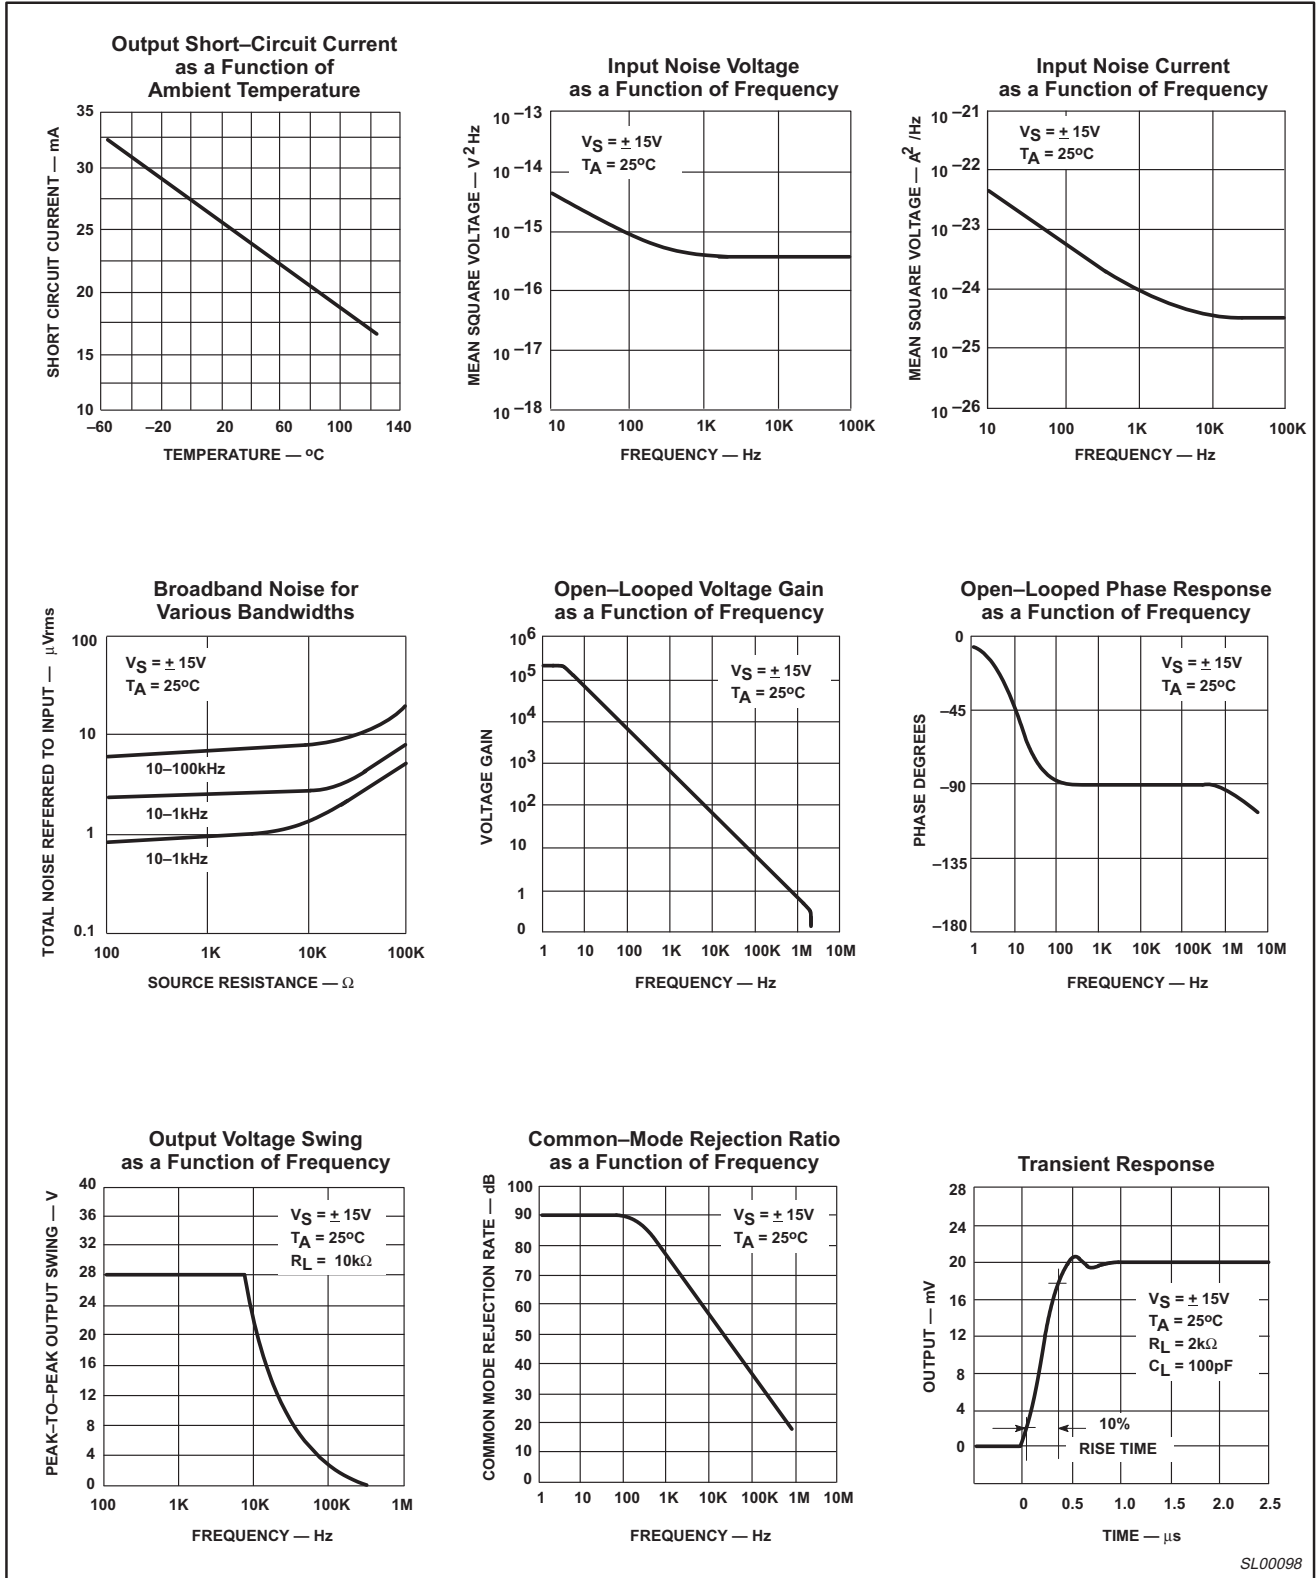 Output Short–Circuit Current
as a Function of
Ambient Temperature
SHORT CIRCUIT CURRENT — mA
35
30
25
20
15
10
–60 –20 20 60 100 140
TEMPERATURE — °C
Input Noise Voltage
as a Function of Frequency
MEAN SQUARE VOLTAGE — V² Hz
10 –13
10 –14
10 –15
10 –16
10 –17
10 –18
VS = ± 15V
TA = 25°C
10 100 1K 10K 100K
FREQUENCY — Hz
Input Noise Current
as a Function of Frequency
MEAN SQUARE VOLTAGE — A² /Hz
10 –21
10 –22
10 –23
10 –24
10 –25
10 –26
VS = ± 15V
TA = 25°C
10 100 1K 10K 100K
FREQUENCY — Hz
Broadband Noise for
Various Bandwidths
TOTAL NOISE REFERRED TO INPUT — µVrms
100
10
1
0.1
VS = ± 15V
TA = 25°C
10–100kHz
10–1kHz
10–1kHz
100 1K 10K 100K
SOURCE RESISTANCE — Ω
Open–Looped Voltage Gain
as a Function of Frequency
VOLTAGE GAIN
10⁶
10⁵
10⁴
10³
10²
10
1
0
VS = ± 15V
TA = 25°C
1 10 100 1K 10K 100K 1M 10M
FREQUENCY — Hz
Open–Looped Phase Response
as a Function of Frequency
PHASE DEGREES
0
–45
–90
–135
–180
VS = ± 15V
TA = 25°C
1 10 100 1K 10K 100K 1M 10M
FREQUENCY — Hz
Output Voltage Swing
as a Function of Frequency
PEAK–TO–PEAK OUTPUT SWING — V
40
36
32
28
24
20
16
12
8
4
0
VS = ± 15V
TA = 25°C
RL = 10kΩ
100 1K 10K 100K 1M
FREQUENCY — Hz
Common–Mode Rejection Ratio
as a Function of Frequency
COMMON MODE REJECTION RATE — dB
100
90
80
70
60
50
40
30
20
10
0
VS = ± 15V
TA = 25°C
1 10 100 1K 10K 100K 1M 10M
FREQUENCY — Hz
Transient Response
OUTPUT — mV
28
24
20
16
12
8
4
0
VS = ± 15V
TA = 25°C
RL = 2kΩ
CL = 100pF
10%
RISE TIME
0 0.5 1.0 1.5 2.0 2.5
TIME — µs
SL00098